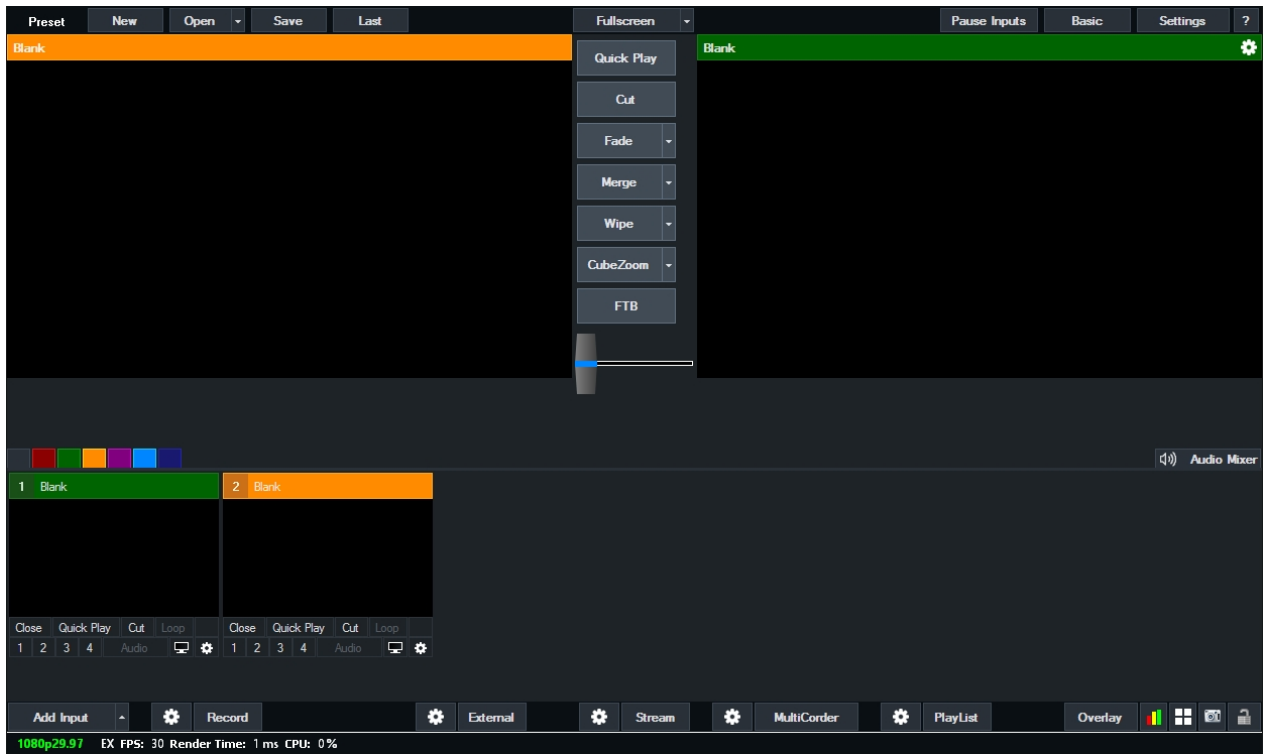 Preset New Open Save Last Fullscreen Pause Inputs Basic Settings ?
Blank
Blank
Quick Play
Cut
Fade
Merge
Wipe
CubeZoom
FTB
Audio Mixer
1 Blank
2 Blank
Close Quick Play Cut Loop
Close Quick Play Cut Loop
1 2 3 4 Audio
1 2 3 4 Audio
Add Input Record External Stream MultiCorder PlayList Overlay
1080p29.97 EX FPS: 30 Render Time: 1 ms CPU: 0%